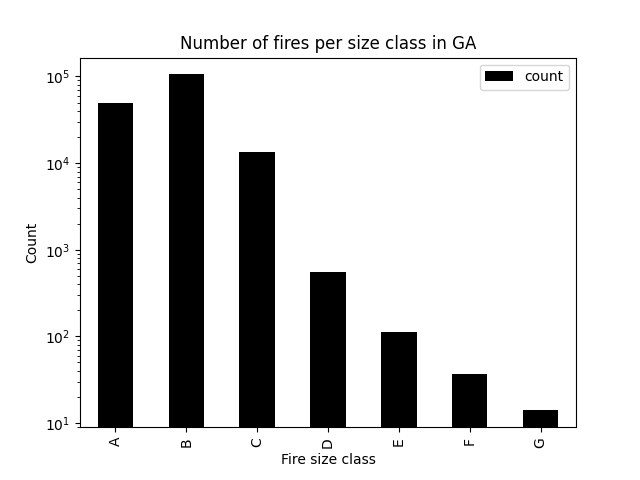 Number of fires per size class in GA
count
10⁵
10⁴
10³
10²
10¹
Count
A
B
C
D
E
F
G
Fire size class